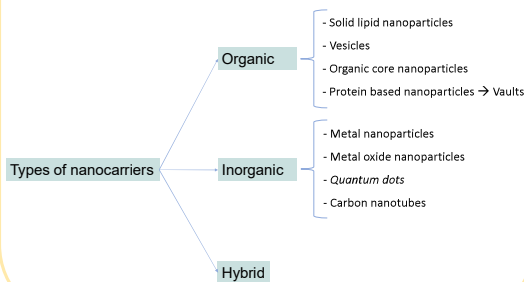 - Solid lipid nanoparticles
- Vesicles
Organic
- Organic core nanoparticles
- Protein based nanoparticles → Vaults
- Metal nanoparticles
- Metal oxide nanoparticles
Types of nanocarriers
Inorganic
- Quantum dots
- Carbon nanotubes
Hybrid